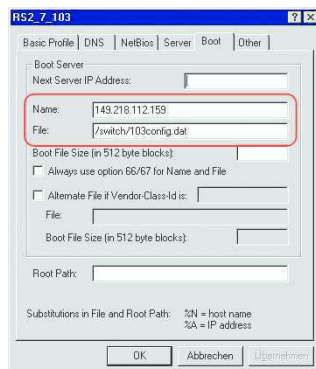 RS2_7_103
Basic Profile DNS NetBios Server Boot Other
Boot Server
Next Server IP Address:
Name: 149.218.112.159
File: /switch/103config.dat
Boot File Size (in 512 byte blocks):
Always use option 66/67 for Name and File
Alternate File if Vendor-Class-Id is:
File:
Boot File Size (in 512 byte blocks):
Root Path:
Substitutions in File and Root Path: %N = host name
%A = IP address
OK Abbrechen Übernehmen